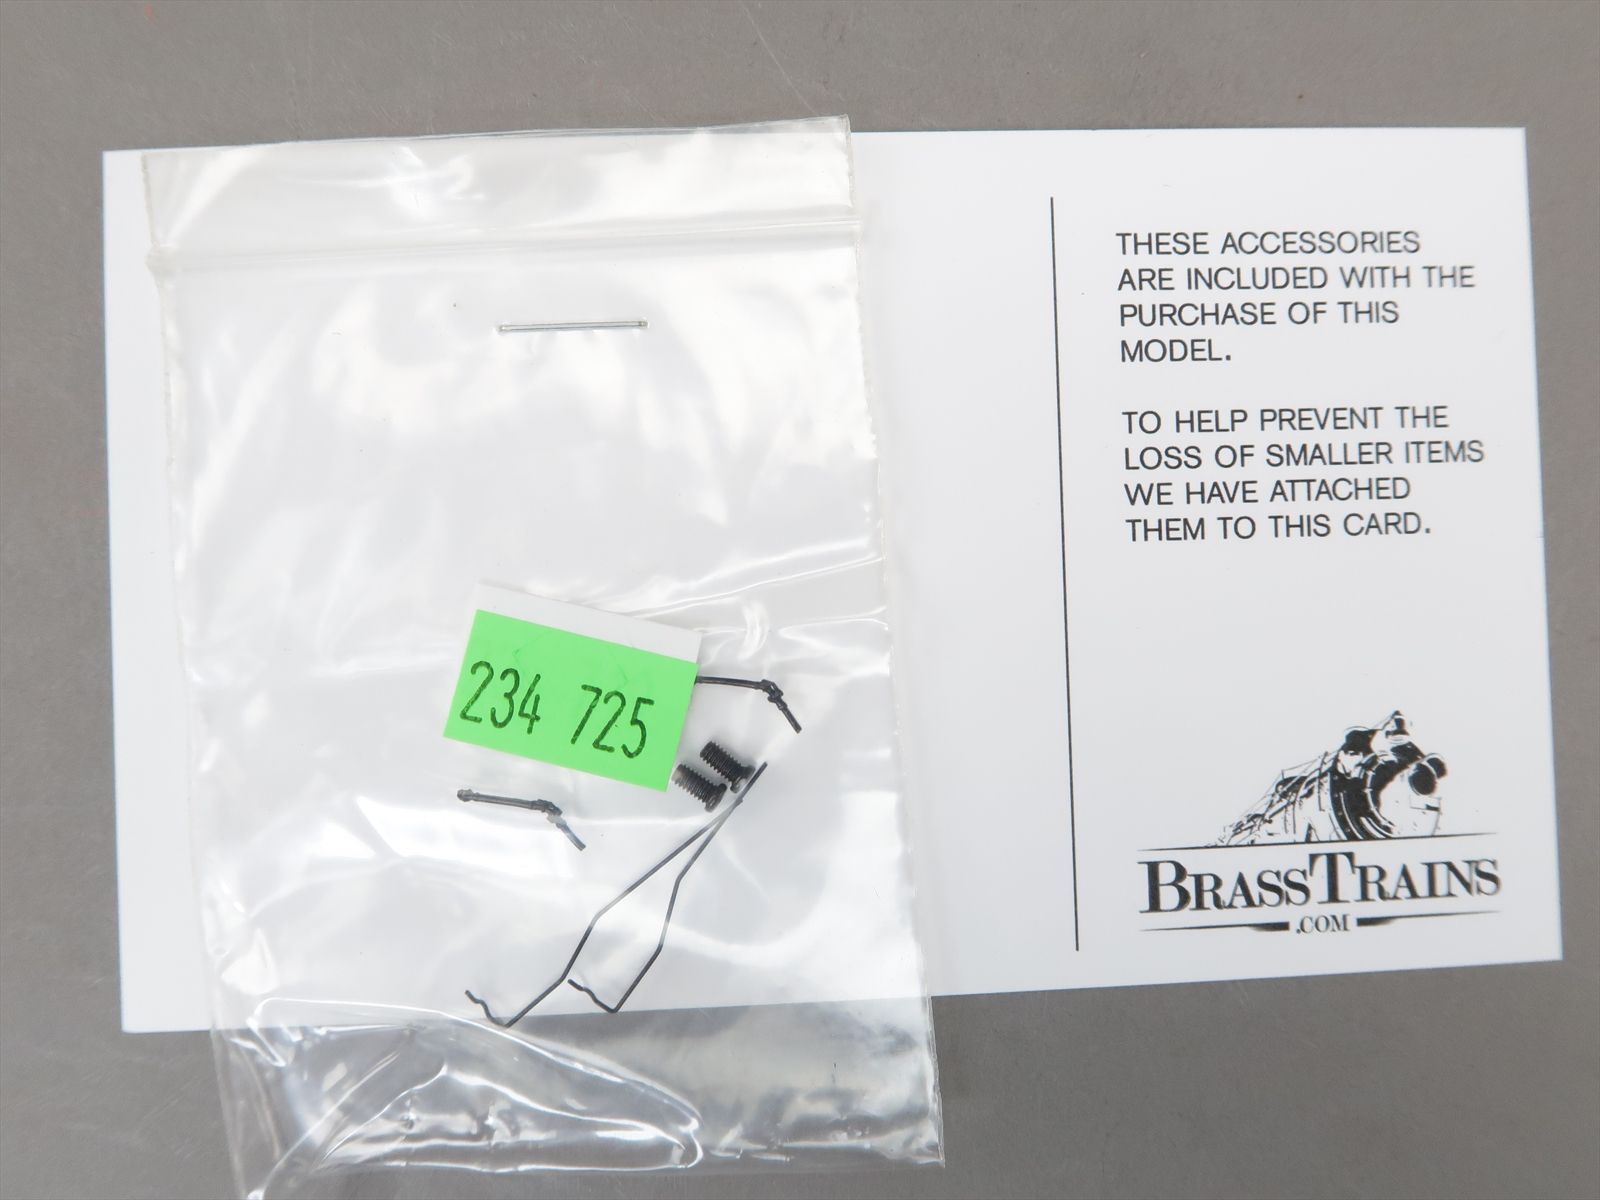 234 725
THESE ACCESSORIES
ARE INCLUDED WITH THE
PURCHASE OF THIS
MODEL.
TO HELP PREVENT THE
LOSS OF SMALLER ITEMS
WE HAVE ATTACHED
THEM TO THIS CARD.
BRASSTRAINS
.COM